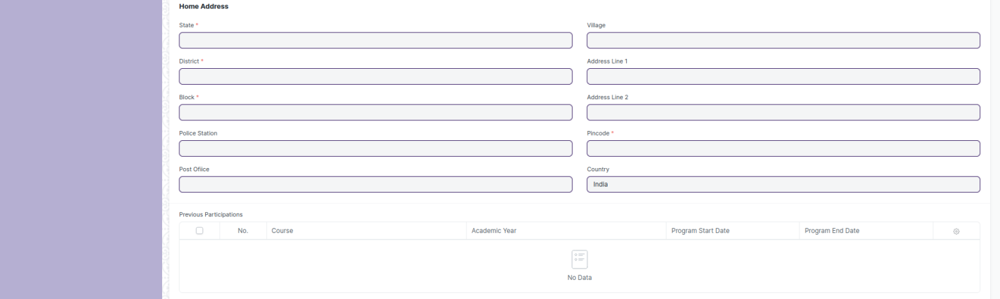 Home Address
State *
Village
District *
Address Line 1
Block *
Address Line 2
Police Station
Pincode *
Post Ofiice
Country
India
Previous Participations
No. Course Academic Year Program Start Date Program End Date
No Data